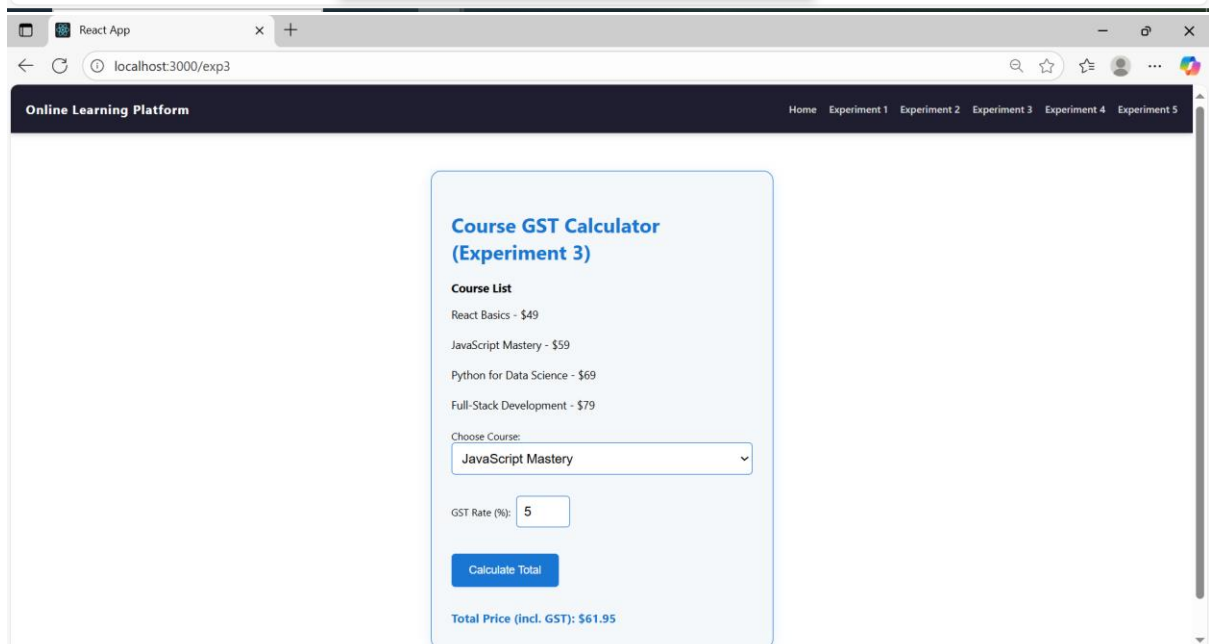 React App
localhost:3000/exp3
Online Learning Platform
Home Experiment 1 Experiment 2 Experiment 3 Experiment 4 Experiment 5
Course GST Calculator
(Experiment 3)
Course List
React Basics - $49
JavaScript Mastery - $59
Python for Data Science - $69
Full-Stack Development - $79
Choose Course:
JavaScript Mastery
GST Rate (%): 5
Calculate Total
Total Price (incl. GST): $61.95